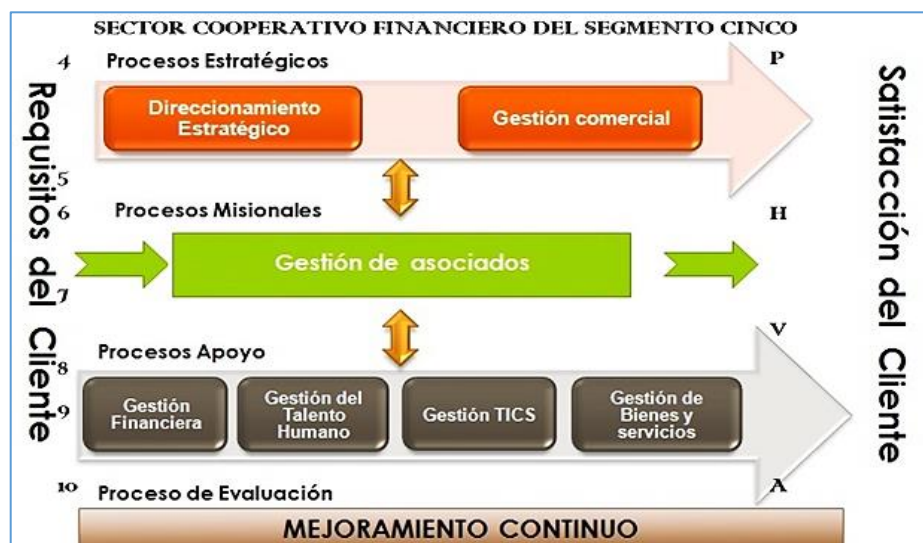 SECTOR COOPERATIVO FINANCIERO DEL SEGMENTO CINCO
Requisitos del Cliente
4
Procesos Estratégicos
P
Direccionamiento
Estratégico
Gestión comercial
5
6
Procesos Misionales
H
Gestión de asociados
7
V
Procesos Apoyo
8
9
Gestión
Financiera
Gestión del
Talento
Humano
Gestión TICS
Gestión de
Bienes y
servicios
10
Proceso de Evaluación
A
MEJORAMIENTO CONTINUO
Satisfacción del Cliente